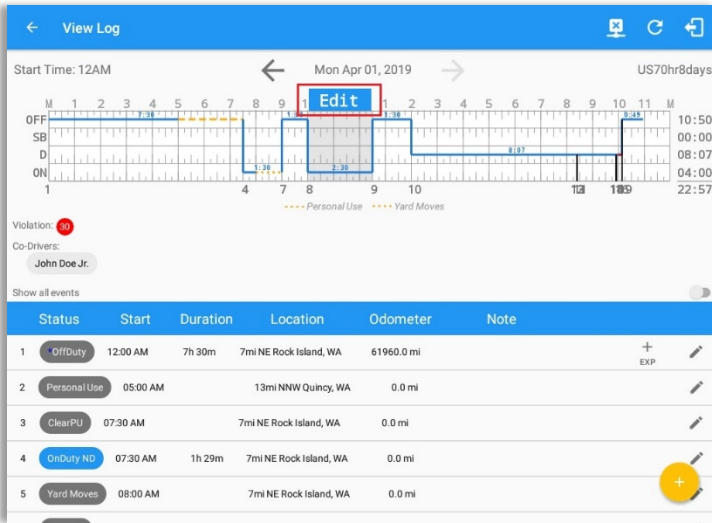 View Log
Start Time: 12AM Mon Apr 01, 2019 US70hr8days
Edit
M 1 2 3 4 5 6 7 8 9 1 1 2 3 4 5 6 7 8 9 10 11 M
OFF 7:30 1:30 0:45 10:50
SB 00:00
D 8:07 08:07
ON 1:30 2:30 04:00
1 4 7 8 9 10 22:57
Personal Use Yard Moves
Violation: 30
Co-Drivers:
John Doe Jr.
Show all events
Status Start Duration Location Odometer Note
1 *OffDuty 12:00 AM 7h 30m 7mi NE Rock Island, WA 61960.0 mi + EXP
2 Personal Use 05:00 AM 13mi NNW Quincy, WA 0.0 mi
3 ClearPU 07:30 AM 7mi NE Rock Island, WA 0.0 mi
4 OnDuty ND 07:30 AM 1h 29m 7mi NE Rock Island, WA 0.0 mi
5 Yard Moves 08:00 AM 7mi NE Rock Island, WA 0.0 mi
+